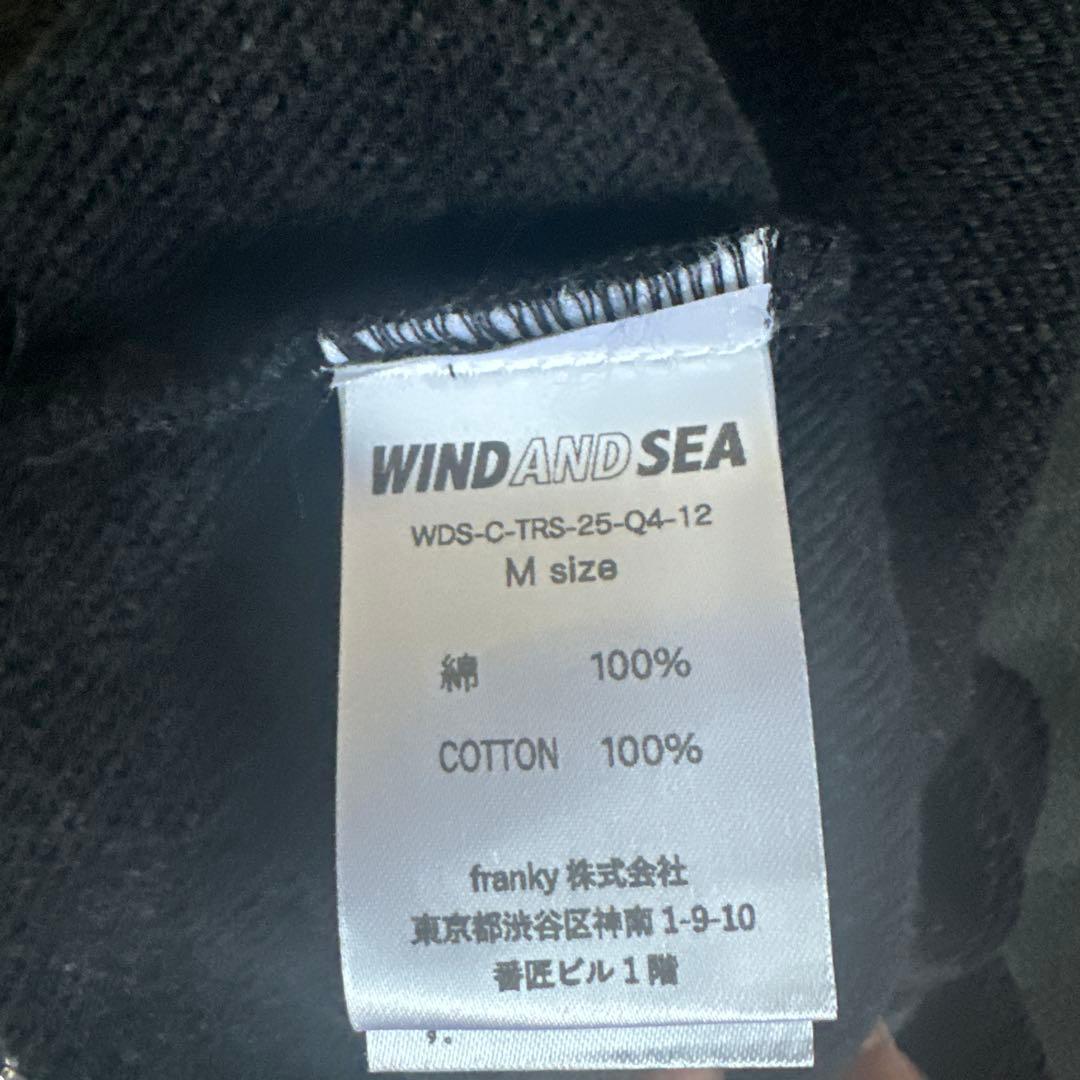 WINDANDSEA
WDS-C-TRS-25-Q4-12
M size
綿 100%
COTTON 100%
franky 株式会社
東京都渋谷区神南 1-9-10
番匠ビル 1 階